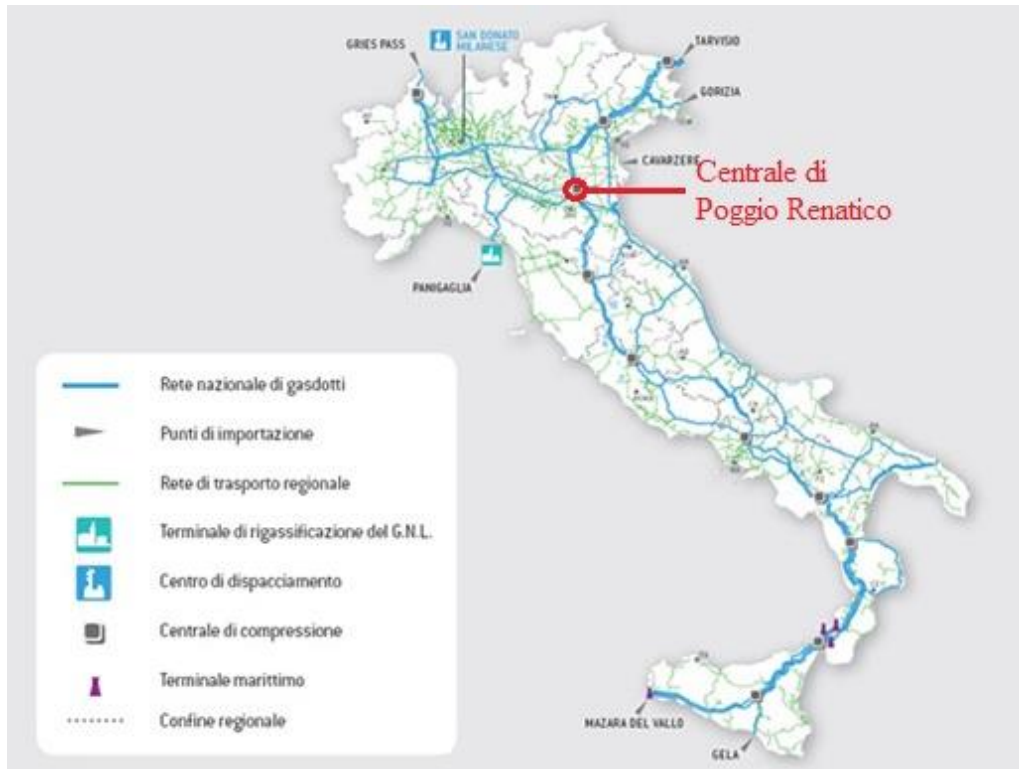 GRIES PASS
SAN DONATO
MILANESE
TARVISIO
GORIZIA
CAVARZERE
Centrale di
Poggio Renatico
PANIGAGLIA
Rete nazionale di gasdotti
Punti di importazione
Rete di trasporto regionale
Terminale di rigassificazione del G.N.L.
Centro di dispacciamento
Centrale di compressione
Terminale marittimo
Confine regionale
MAZARA DEL VALLO
GELA